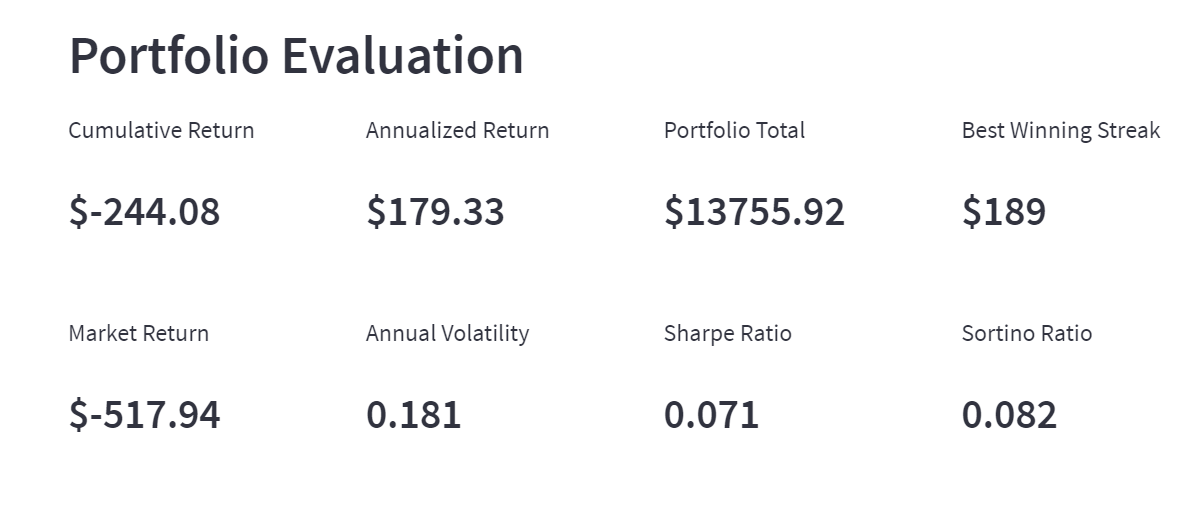 Portfolio Evaluation
Cumulative Return Annualized Return Portfolio Total Best Winning Streak
$-244.08 $179.33 $13755.92 $189
Market Return Annual Volatility Sharpe Ratio Sortino Ratio
$-517.94 0.181 0.071 0.082